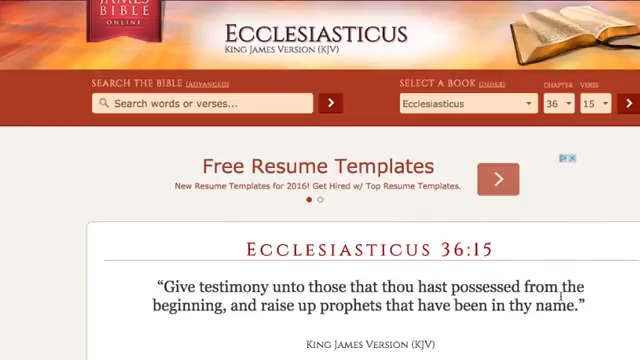 JAMES
BIBLE
ONLINE
Ecclesiasticus
King James Version (KJV)
Search the Bible (Advanced)
Search words or verses...
Select a Book (Index)
Chapter
Verse
Ecclesiasticus
36
15
Free Resume Templates
New Resume Templates for 2016! Get Hired w/ Top Resume Templates.
Ecclesiasticus 36:15
“Give testimony unto those that thou hast possessed from the
beginning, and raise up prophets that have been in thy name.”
King James Version (KJV)